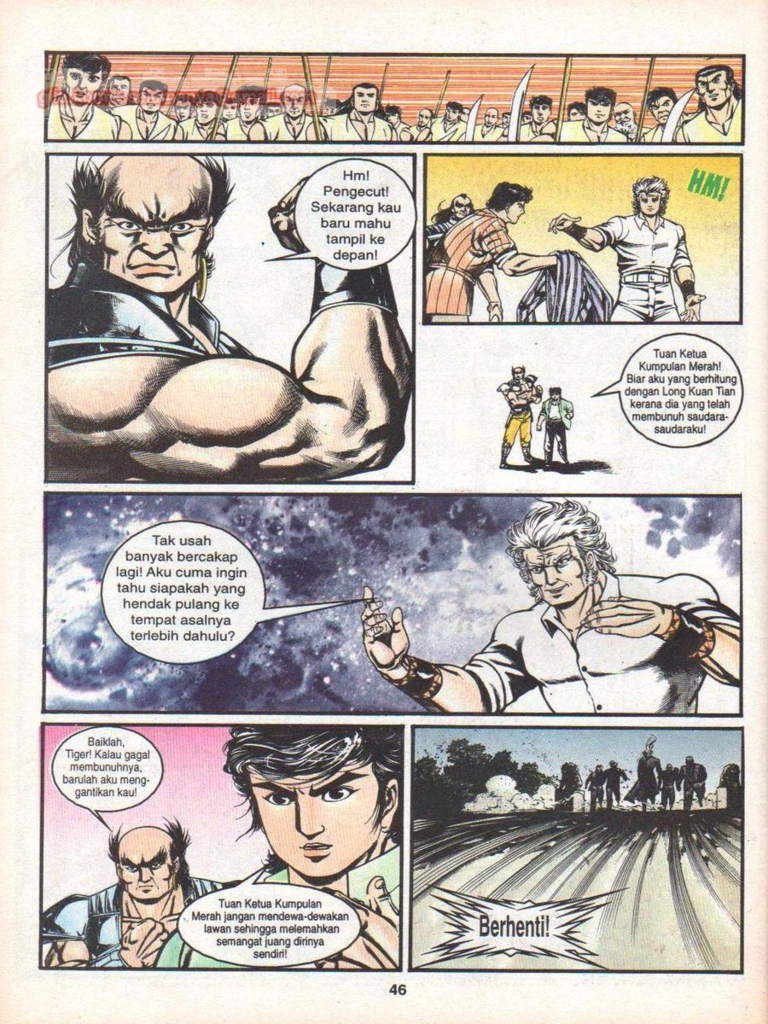 Hm!
Pengecut!
Sekarang kau
baru mahu
tampil ke
depan!
HM!
Tuan Ketua
Kumpulan Merah!
Biar aku yang berhitung
dengan Long Kuan Tian
kerana dia yang telah
membunuh saudara-
saudaraku!
Tak usah
banyak bercakap
lagi! Aku cuma ingin
tahu siapakah yang
hendak pulang ke
tempat asalnya
terlebih dahulu?
Baiklah,
Tiger! Kalau gagal
membunuhnya,
barulah aku meng-
gantikan kau!
Tuan Ketua Kumpulan
Merah jangan mendewa-dewakan
lawan sehingga melemahkan
semangat juang dirinya
sendiri!
Berhenti!
46